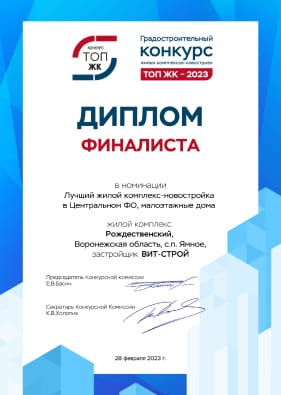 КОНКУРС
ТОП
ЖК
Градостроительный
КОНКУРС
жилых комплексов-новостроек
ТОП ЖК – 2023
ДИПЛОМ
ФИНАЛИСТА
в номинации
Лучший жилой комплекс-новостройка
в Центральном ФО, малоэтажные дома
жилой комплекс
Рождественский,
Воронежская область, с.п. Ямное,
застройщик ВИТ-СТРОЙ
Председатель Конкурсной комиссии
Е.В.Басин
Секретарь Конкурсной Комиссии
К.В.Холопик
28 февраля 2023 г.